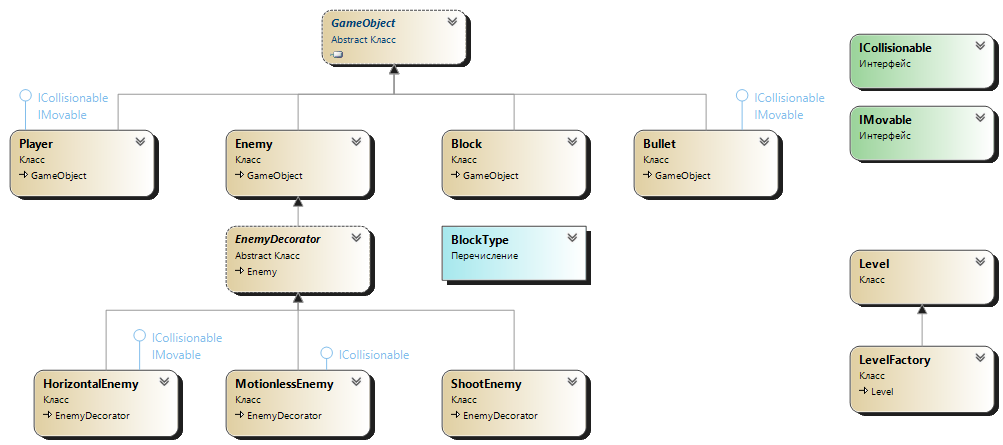 GameObject
Abstract Класс
ICollisionable
IMovable
Player
Класс
GameObject
Enemy
Класс
GameObject
Block
Класс
GameObject
ICollisionable
IMovable
Bullet
Класс
GameObject
ICollisionable
Интерфейс
IMovable
Интерфейс
EnemyDecorator
Abstract Класс
Enemy
BlockType
Перечисление
Level
Класс
ICollisionable
IMovable
HorizontalEnemy
Класс
EnemyDecorator
ICollisionable
MotionlessEnemy
Класс
EnemyDecorator
ShootEnemy
Класс
EnemyDecorator
LevelFactory
Класс
Level